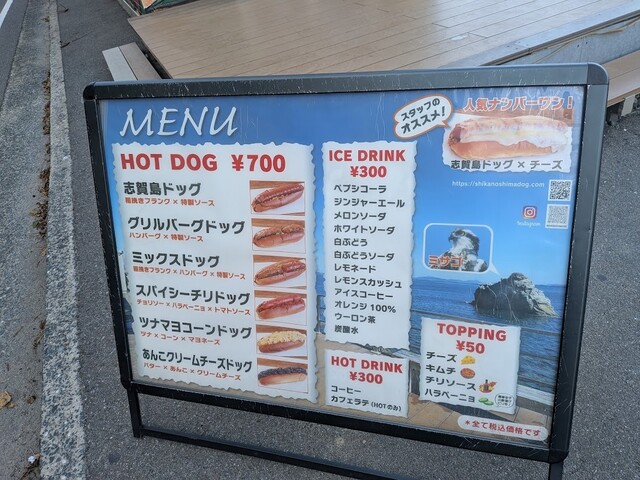 MENU
HOT DOG ¥700
志賀島ドッグ
粗挽きフランク × 特製ソース
グリルバーグドッグ
ハンバーグ × 特製ソース
ミックスドッグ
粗挽きフランク × ハンバーグ × 特製ソース
スパイシーチリドッグ
チョリソー × ハラペーニョ × トマトソース
ツナマヨコーンドッグ
ツナ × コーン × マヨネーズ
あんこクリームチーズドッグ
バター × あんこ × クリームチーズ
ICE DRINK
¥300
ペプシコーラ
ジンジャーエール
メロンソーダ
ホワイトソーダ
白ぶどう
白ぶどうソーダ
レモネード
レモンスカッシュ
アイスコーヒー
オレンジ 100%
ウーロン茶
炭酸水
HOT DRINK
¥300
コーヒー
カフェラテ (HOTのみ)
スタッフの
オススメ!
人気ナンバーワン!
志賀島ドッグ × チーズ
https://shikanoshimadog.com
Instagram
TOPPING
¥50
チーズ
キムチ
チリソース
ハラペーニョ
*全て税込価格です